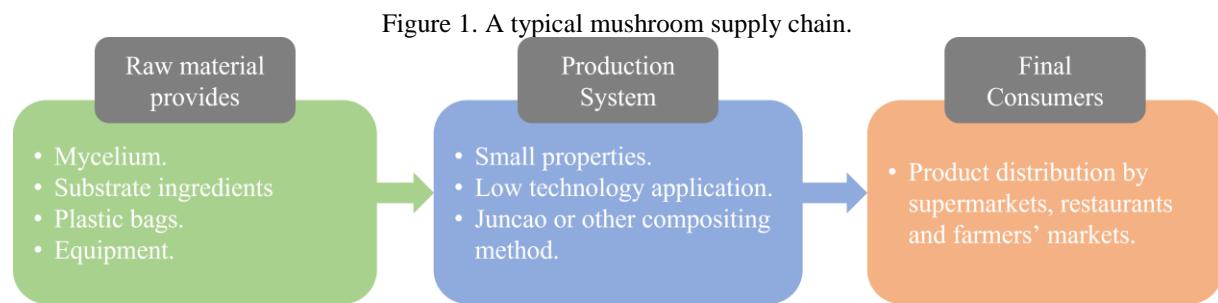 Figure 1. A typical mushroom supply chain.
Raw material
provides
• Mycelium.
• Substrate ingredients
• Plastic bags.
• Equipment.
Production
System
• Small properties.
• Low technology application.
• Juncao or other compositing
method.
Final
Consumers
• Product distribution by
supermarkets, restaurants
and farmers’ markets.